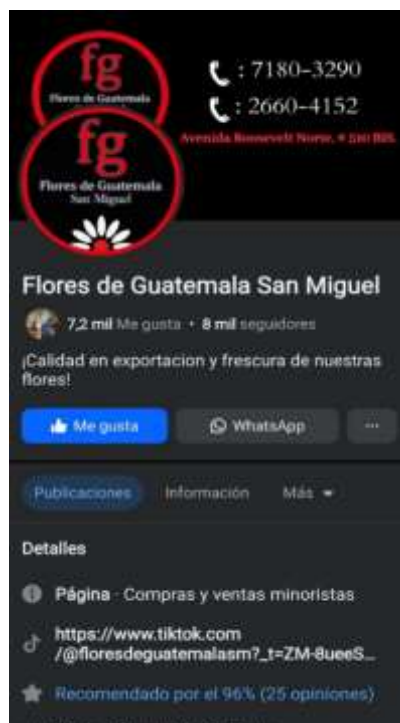 fg
Flores de Guatemala
fg
Flores de Guatemala
San Miguel
: 7180-3290
: 2660-4152
Avenida Roosevelt Norte, #
Flores de Guatemala San Miguel
7,2 mil Me gusta • 8 mil seguidores
¡Calidad en exportacion y frescura de nuestras
flores!
Me gusta
WhatsApp
...
Publicaciones
Información
Más
Detalles
Página · Compras y ventas minoristas
https://www.tiktok.com
/@floresdeguatemalasm?_t=ZM-8ueeS...
Recomendado por el 96% (25 opiniones)